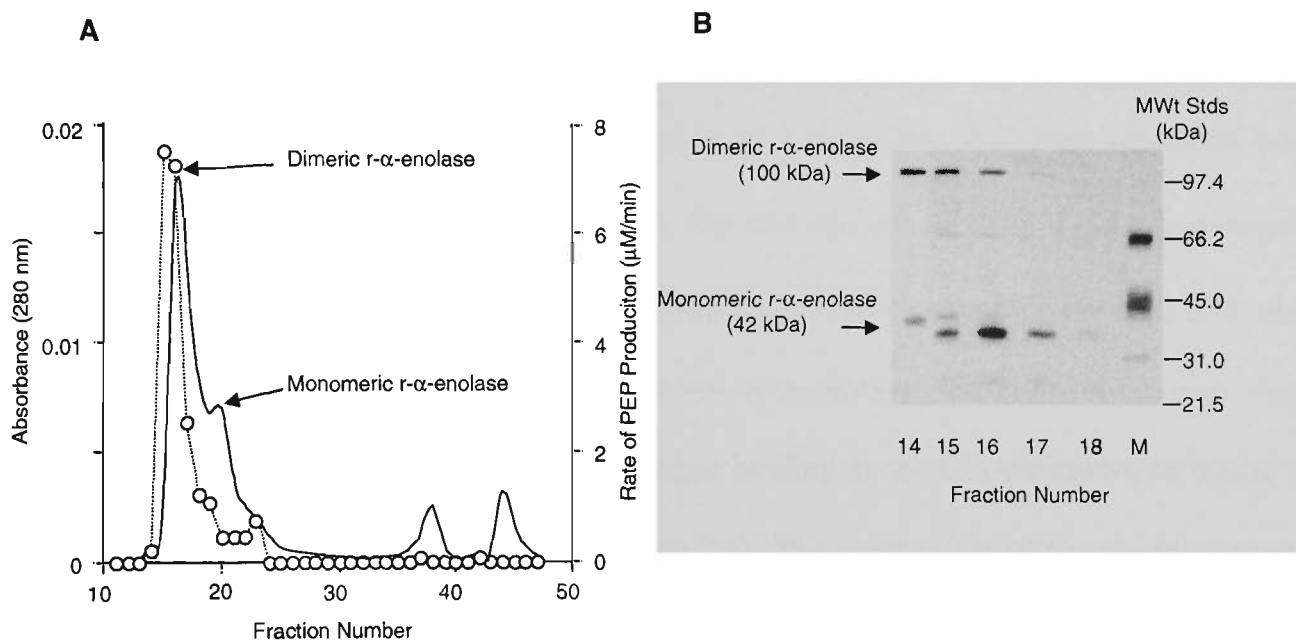 A
Absorbance (280 nm)
0.02
0.01
0
8
6
4
2
0
Rate of PEP Produciton (µM/min)
Dimeric r-α-enolase
Monomeric r-α-enolase
10
20
30
40
50
Fraction Number
B
MWt Stds
(kDa)
Dimeric r-α-enolase
(100 kDa)
Monomeric r-α-enolase
(42 kDa)
97.4
66.2
45.0
31.0
21.5
14 15 16 17 18 M
Fraction Number